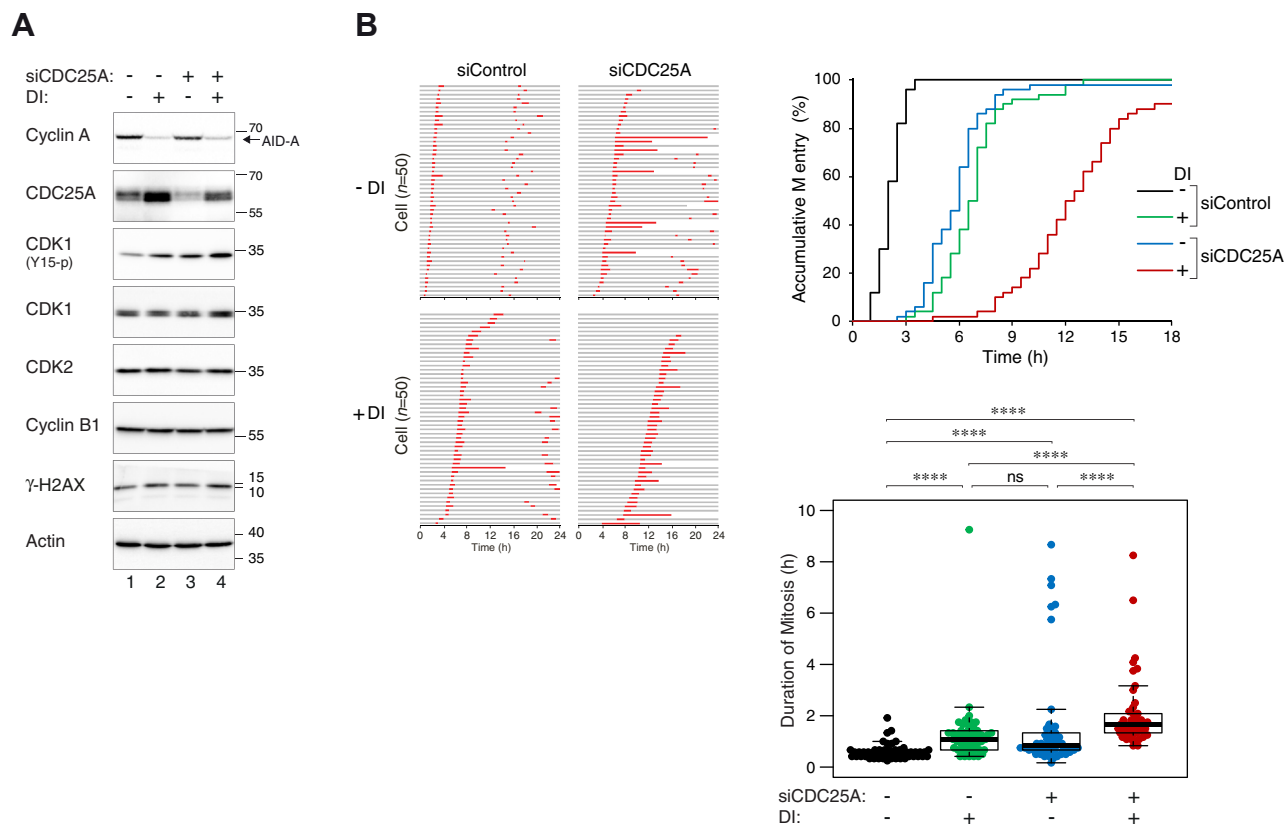 A
siCDC25A: - - + +
DI: - + - +
Cyclin A
70
AID-A
CDC25A
70
55
CDK1
(Y15-p)
35
CDK1
35
CDK2
35
Cyclin B1
55
γ-H2AX
15
10
Actin
40
35
1 2 3 4
B
siControl siCDC25A
- DI
Cell (n=50)
0 4 8 12 16 20 24 0 4 8 12 16 20 24
+ DI
Cell (n=50)
0 4 8 12 16 20 24 0 4 8 12 16 20 24
Time (h) Time (h)
Accumulative M entry (%)
100
80
60
40
20
0
0 3 6 9 12 15 18
Time (h)
DI
-
+
siControl
-
+
siCDC25A
****
****
****
**** ns ****
Duration of Mitosis (h)
10
8
6
4
2
0
siCDC25A: - - + +
DI: - + - +